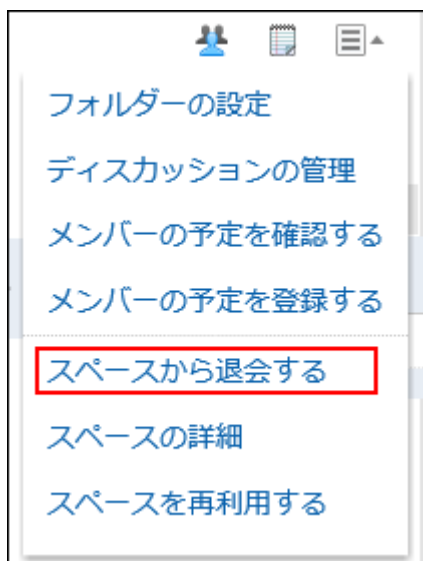 フォルダーの設定
ディスカッションの管理
メンバーの予定を確認する
メンバーの予定を登録する
スペースから退会する
スペースの詳細
スペースを再利用する